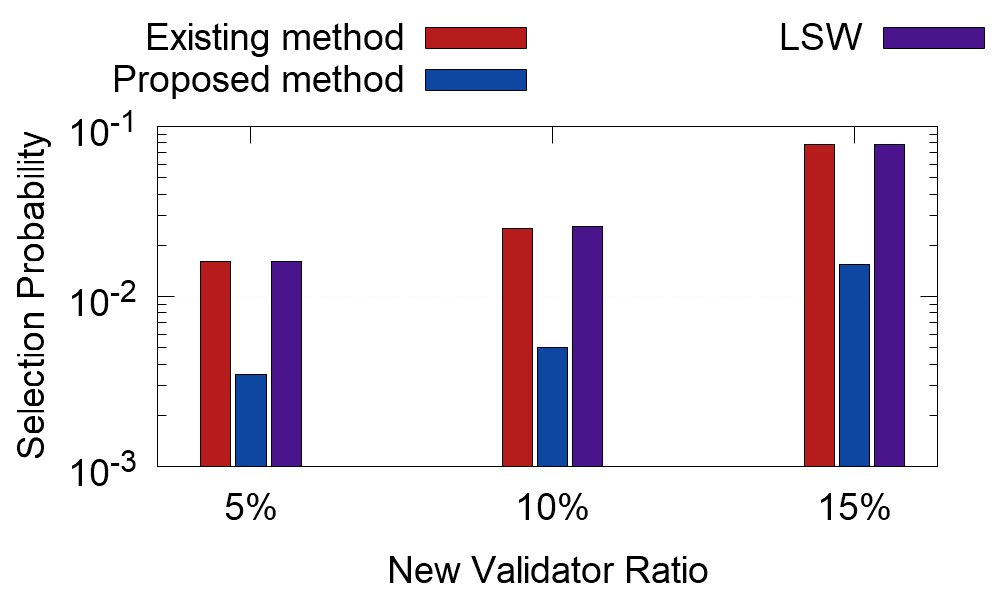 Existing method
Proposed method
LSW
Selection Probability
10-1
10-2
10-3
5%
10%
15%
New Validator Ratio